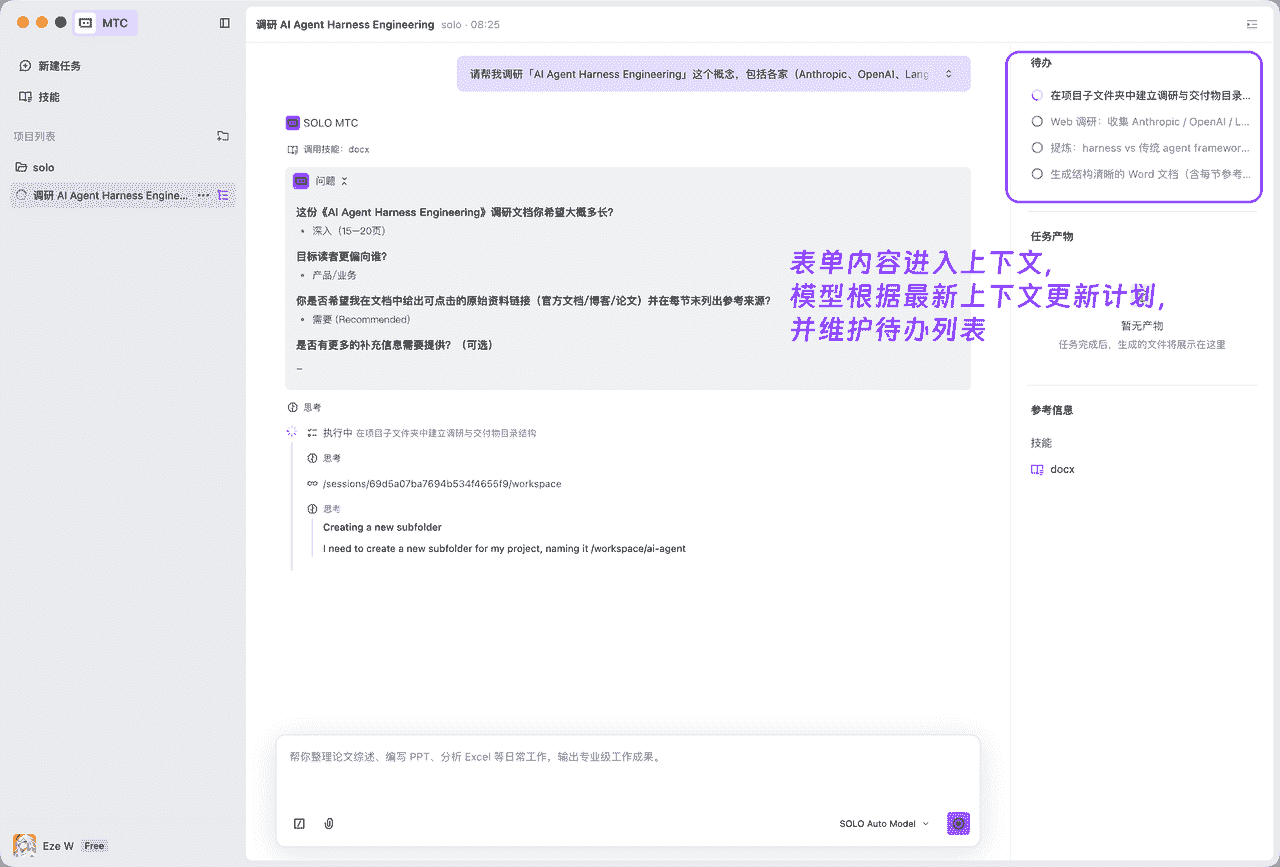 MTC
新建任务
技能
项目列表
solo
调研 AI Agent Harness Engine...
Eze W Free
调研 AI Agent Harness Engineering solo · 08:25
请帮我调研「AI Agent Harness Engineering」这个概念，包括各家（Anthropic、OpenAI、Lang
SOLO MTC
调用技能：docx
问题
这份《AI Agent Harness Engineering》调研文档你希望大概多长？
• 深入（15—20页）
目标读者更偏向谁？
• 产品/业务
你是否希望我在文档中给出可点击的原始资料链接（官方文档/博客/论文）并在每节末列出参考来源？
• 需要 (Recommended)
是否有更多的补充信息需要提供？（可选）
–
思考
执行中 在项目子文件夹中建立调研与交付物目录结构
思考
/sessions/69d5a07ba7694b534f4655f9/workspace
思考
Creating a new subfolder
I need to create a new subfolder for my project, naming it /workspace/ai-agent
表单内容进入上下文，
模型根据最新上下文更新计划，
并维护待办列表
帮你整理论文综述、编写 PPT、分析 Excel 等日常工作，输出专业级工作成果。
SOLO Auto Model
待办
在项目子文件夹中建立调研与交付物目录...
Web 调研：收集 Anthropic / OpenAI / L...
提炼：harness vs 传统 agent framewor...
生成结构清晰的 Word 文档（含每节参考...
任务产物
暂无产物
任务完成后，生成的文件将展示在这里
参考信息
技能
docx